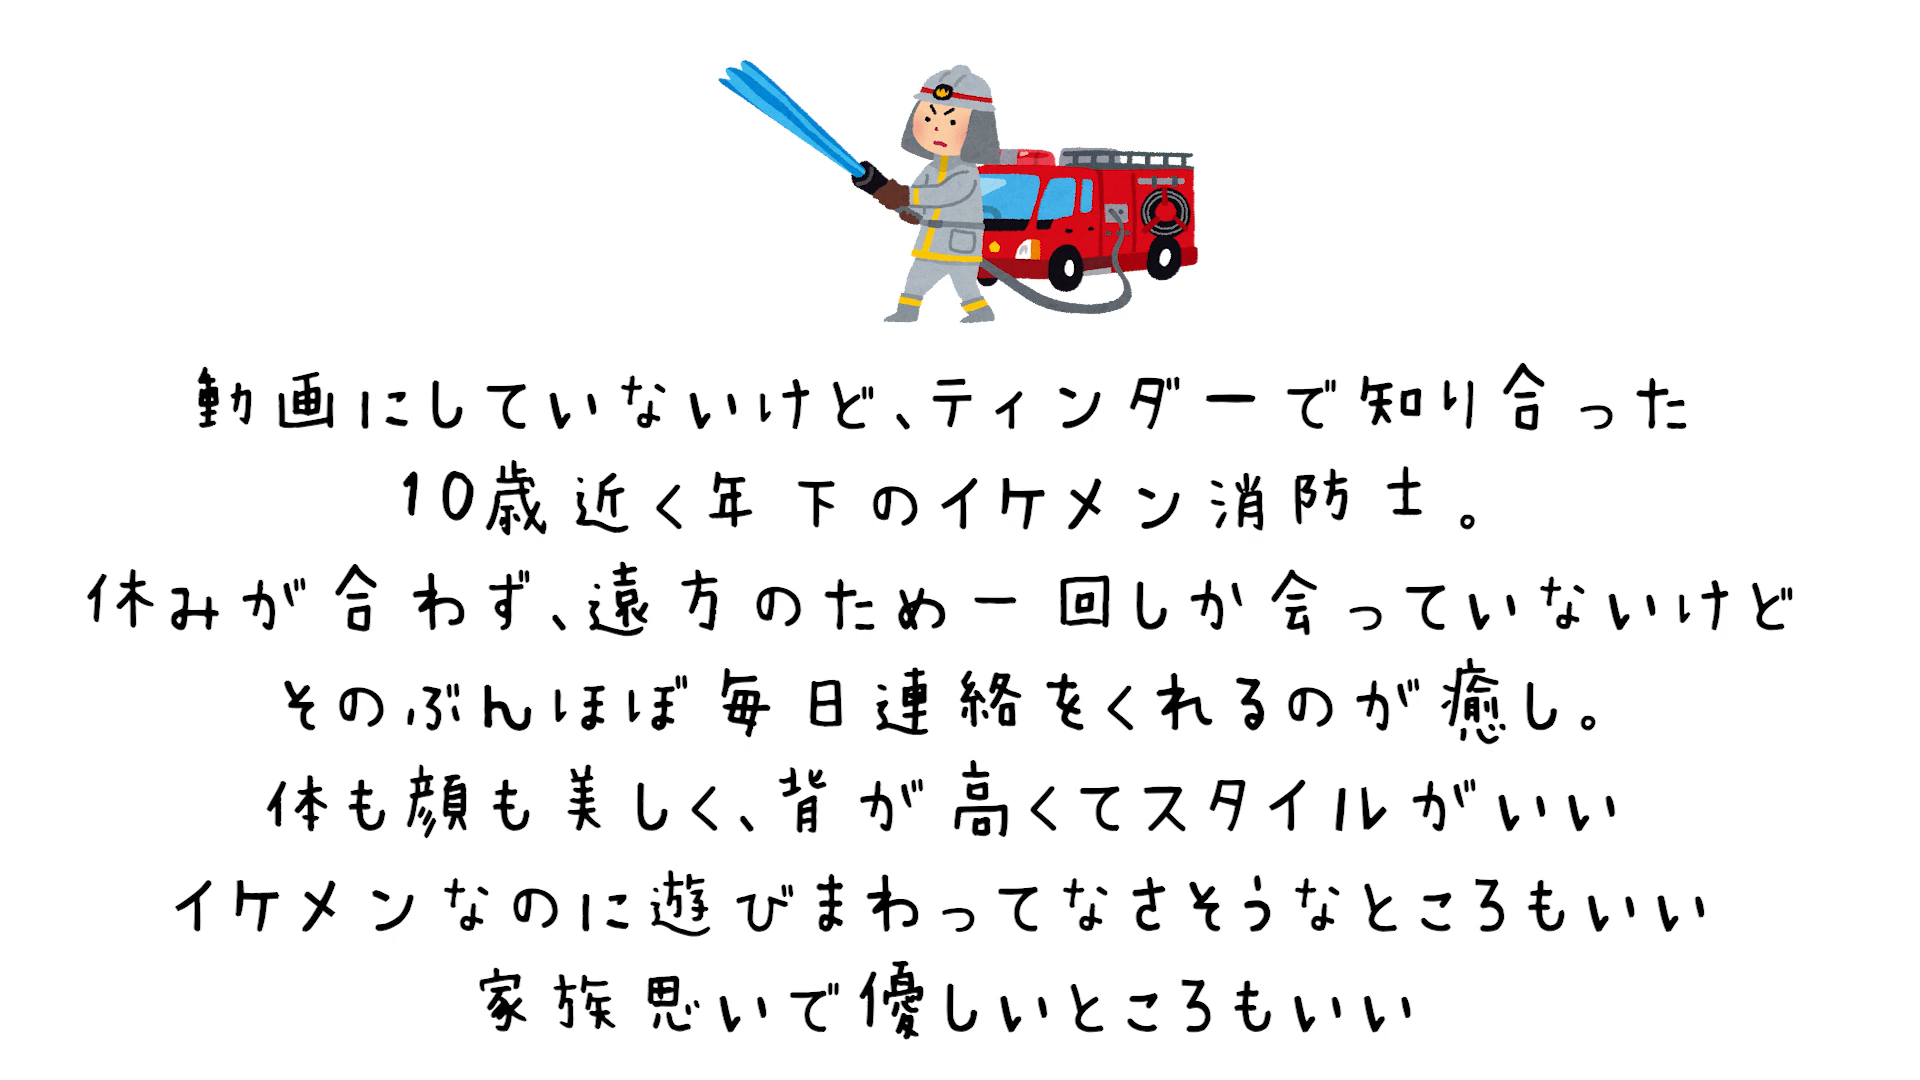 動画にしていないけど、ティンダーで知り合った
10歳近く年下のイケメン消防士。
休みが合わず、遠方のため一回しか会っていないけど
そのぶんほぼ毎日連絡をくれるのが癒し。
体も顔も美しく、背が高くてスタイルがいい
イケメンなのに遊びまわってなさそうなところもいい
家族思いで優しいところもいい